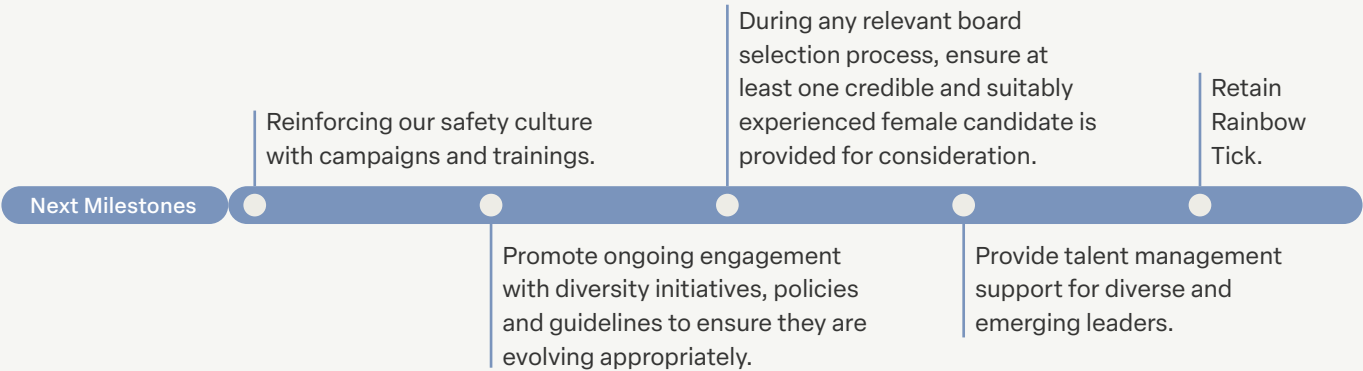 Next Milestones
Reinforcing our safety culture
with campaigns and trainings.
Promote ongoing engagement
with diversity initiatives, policies
and guidelines to ensure they are
evolving appropriately.
During any relevant board
selection process, ensure at
least one credible and suitably
experienced female candidate is
provided for consideration.
Provide talent management
support for diverse and
emerging leaders.
Retain
Rainbow
Tick.